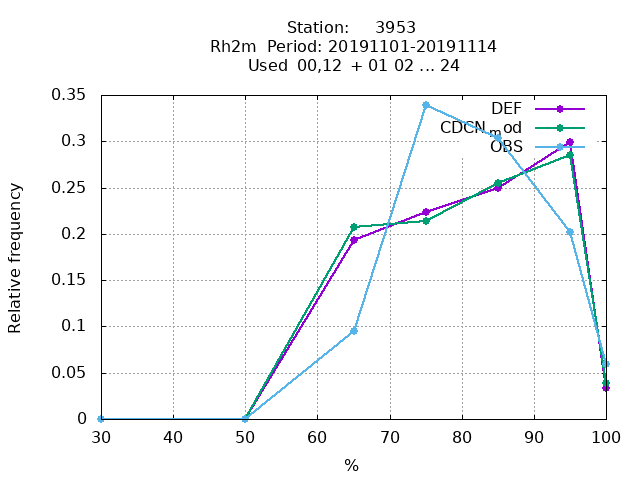 Station: 3953
Rh2m Period: 20191101-20191114
Used 00,12 + 01 02 ... 24
0.35
0.3
0.25
0.2
0.15
0.1
0.05
0
Relative frequency
DEF
CDCN_mod
OBS
30 40 50 60 70 80 90 100
%